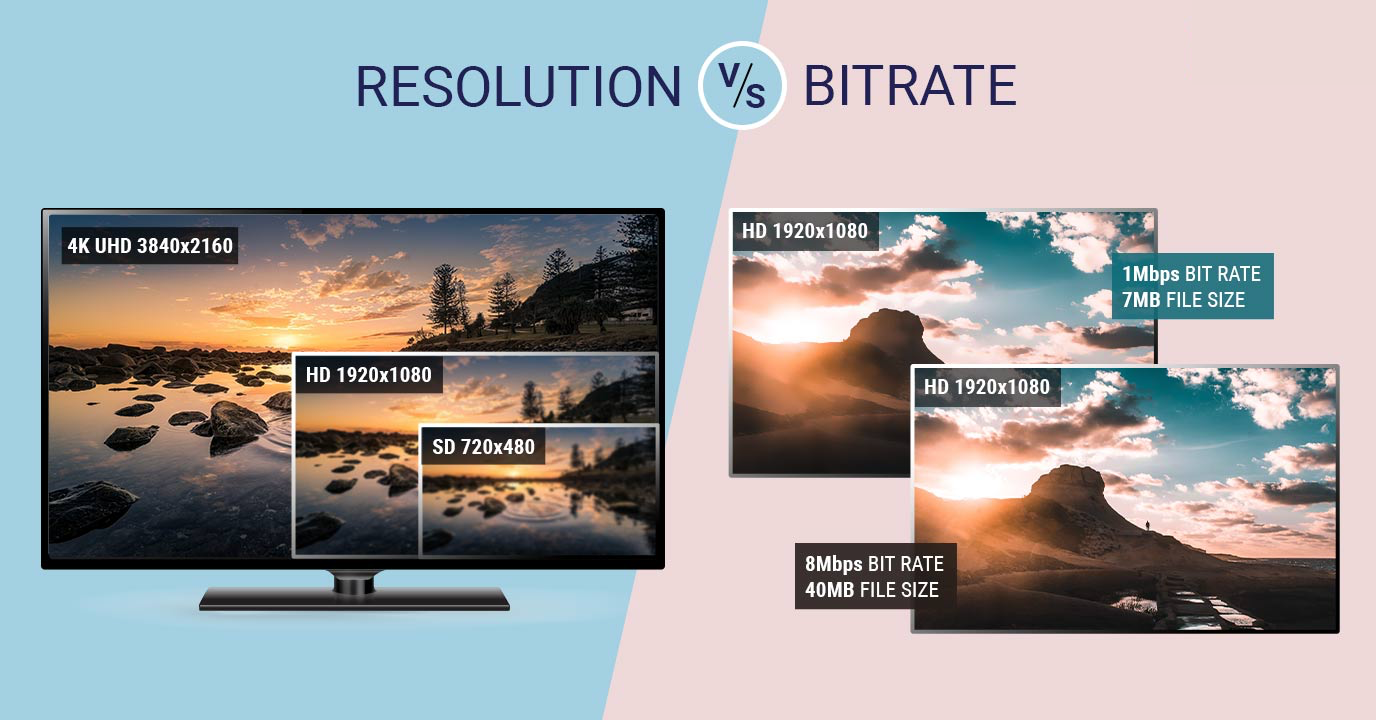 RESOLUTION V/S BITRATE
4K UHD 3840x2160
HD 1920x1080
SD 720x480
HD 1920x1080
1Mbps BIT RATE
7MB FILE SIZE
HD 1920x1080
8Mbps BIT RATE
40MB FILE SIZE